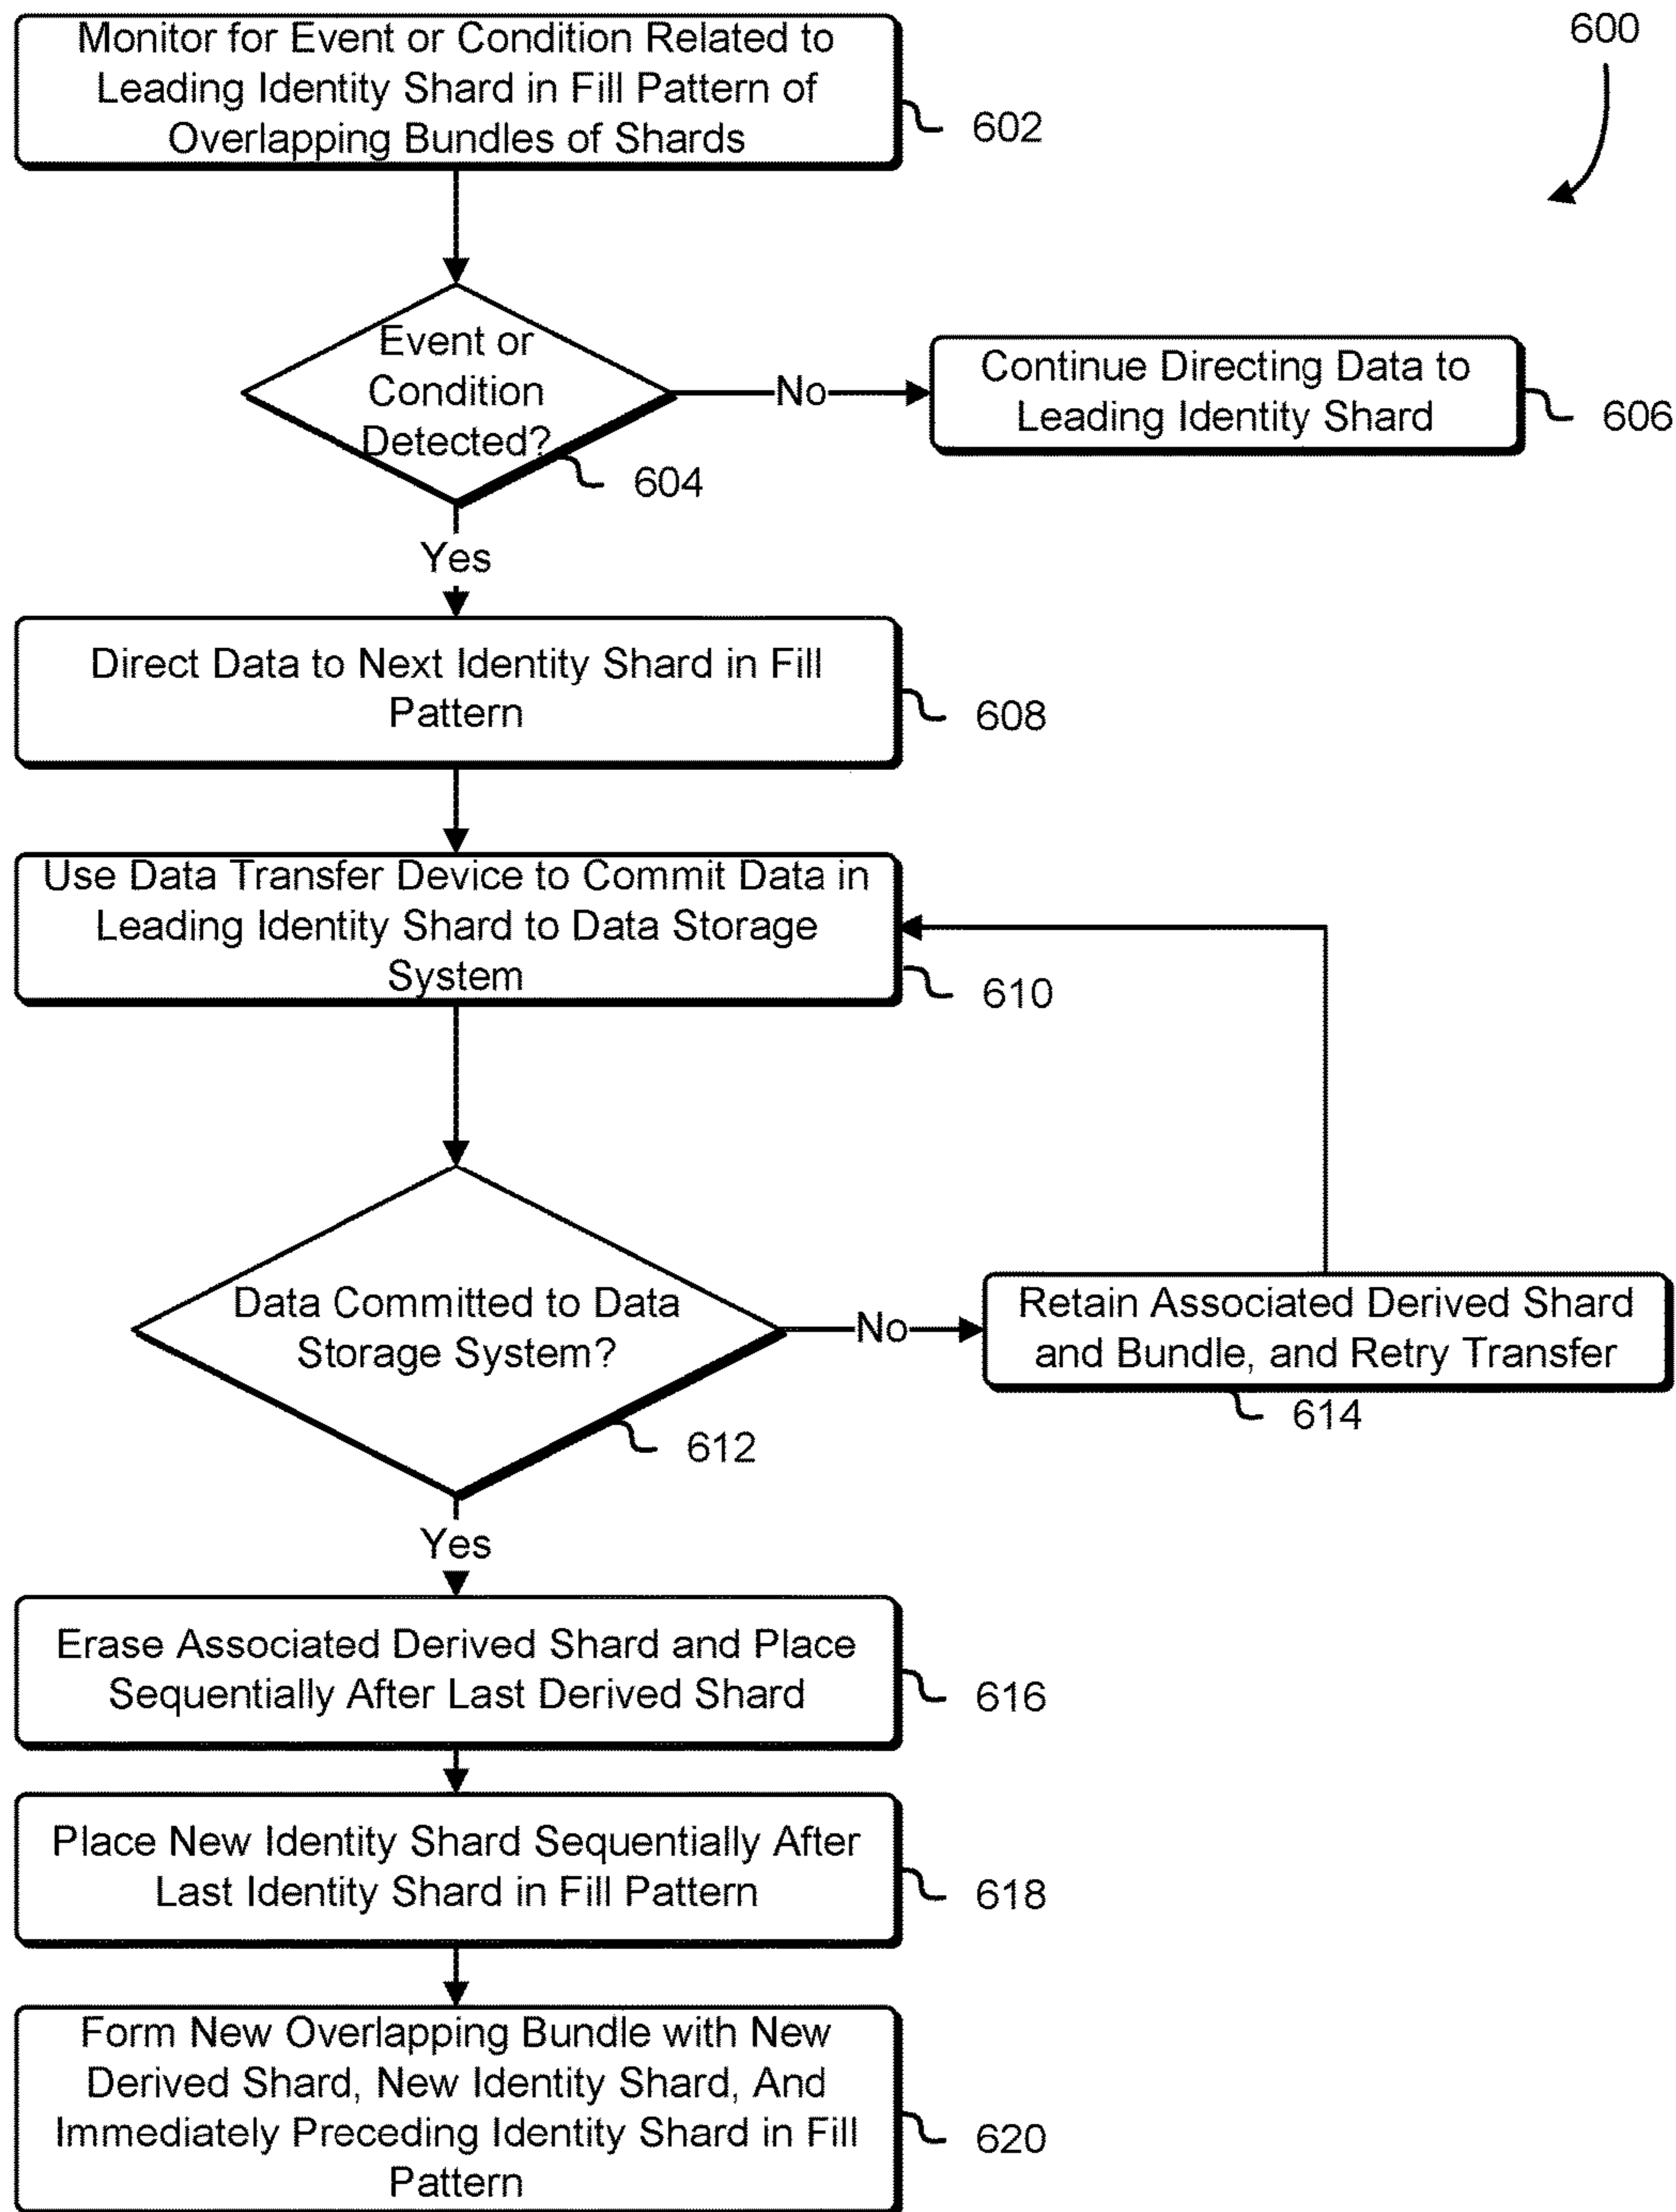 600
Monitor for Event or Condition Related to
Leading Identity Shard in Fill Pattern of
Overlapping Bundles of Shards
602
Event or
Condition
Detected?
604
No
Continue Directing Data to
Leading Identity Shard
606
Yes
Direct Data to Next Identity Shard in Fill
Pattern
608
Use Data Transfer Device to Commit Data in
Leading Identity Shard to Data Storage
System
610
Data Committed to Data
Storage System?
612
No
Retain Associated Derived Shard
and Bundle, and Retry Transfer
614
Yes
Erase Associated Derived Shard and Place
Sequentially After Last Derived Shard
616
Place New Identity Shard Sequentially After
Last Identity Shard in Fill Pattern
618
Form New Overlapping Bundle with New
Derived Shard, New Identity Shard, And
Immediately Preceding Identity Shard in Fill
Pattern
620